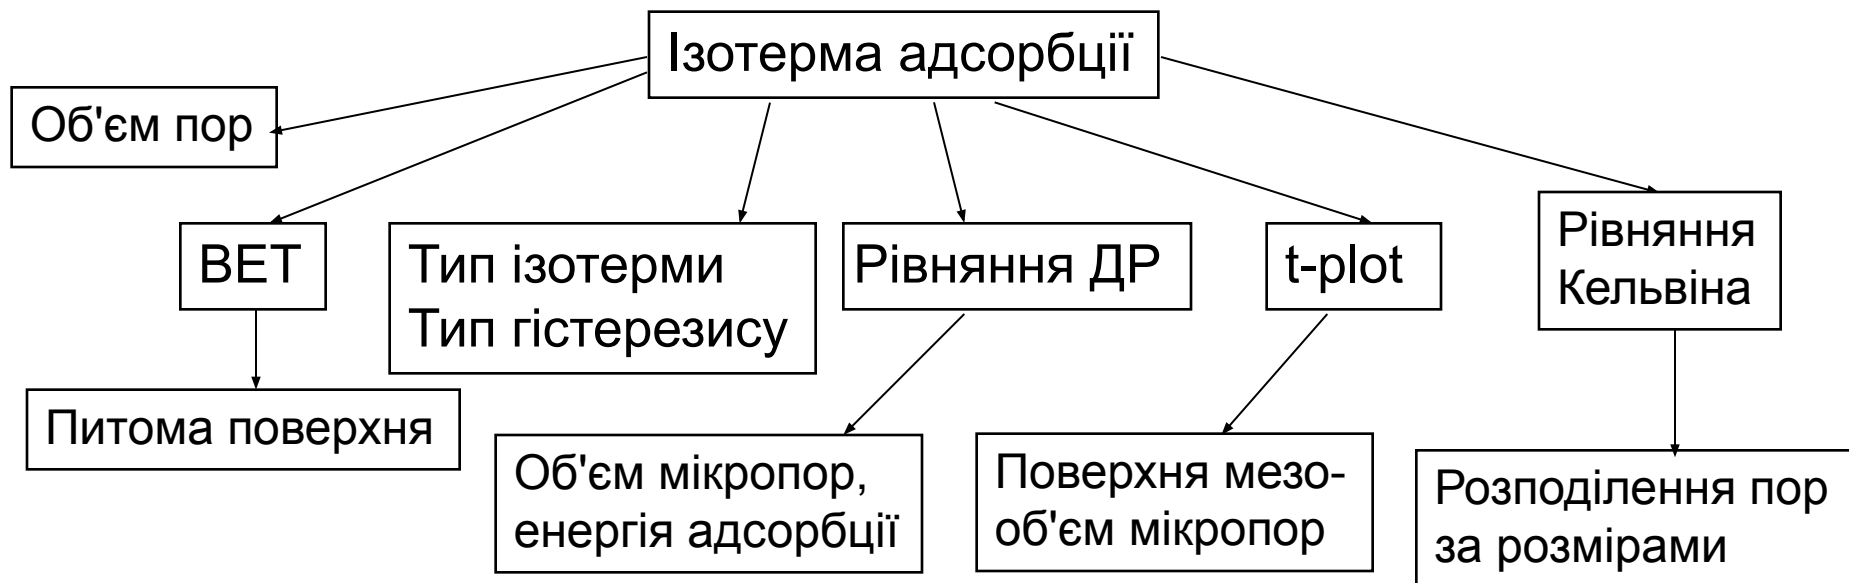 Ізотерма адсорбції
Об'єм пор
ВЕТ
Тип ізотерми
Тип гістерезису
Рівняння ДР
t-plot
Рівняння
Кельвіна
Питома поверхня
Об'єм мікропор,
енергія адсорбції
Поверхня мезо-
об'єм мікропор
Розподілення пор
за розмірами